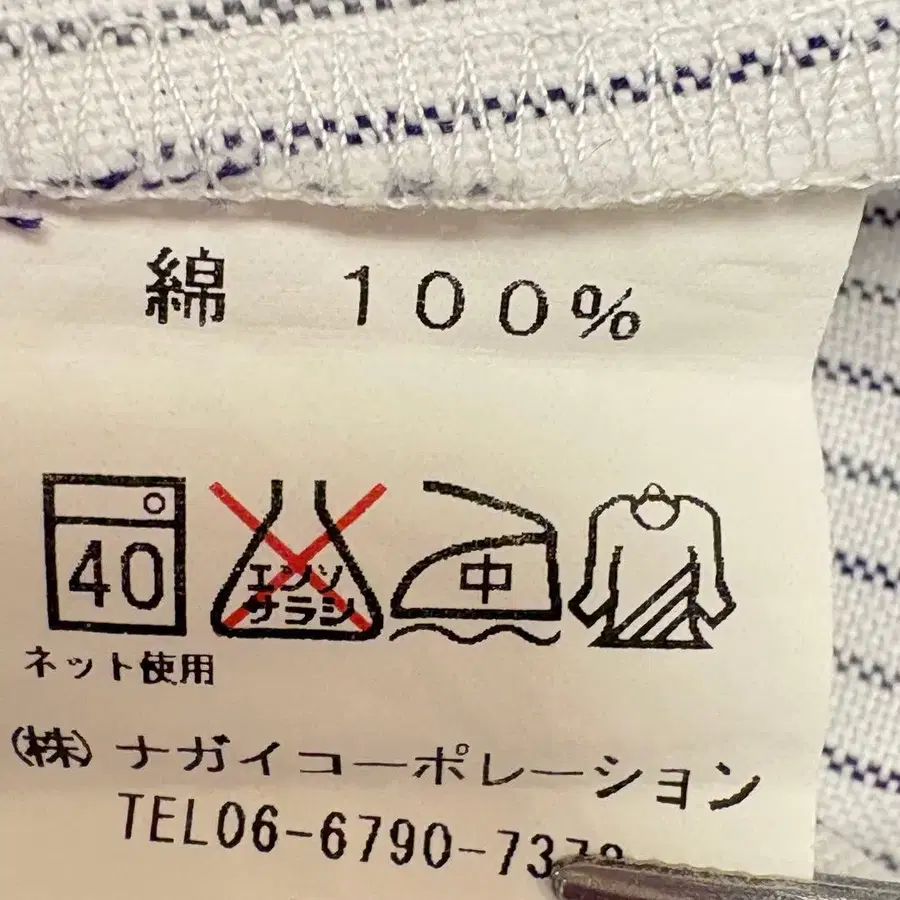 綿 100%
40 エンソ サラシ 中
ネット使用
(株)ナガイコーポレーション
TEL06-6790-737